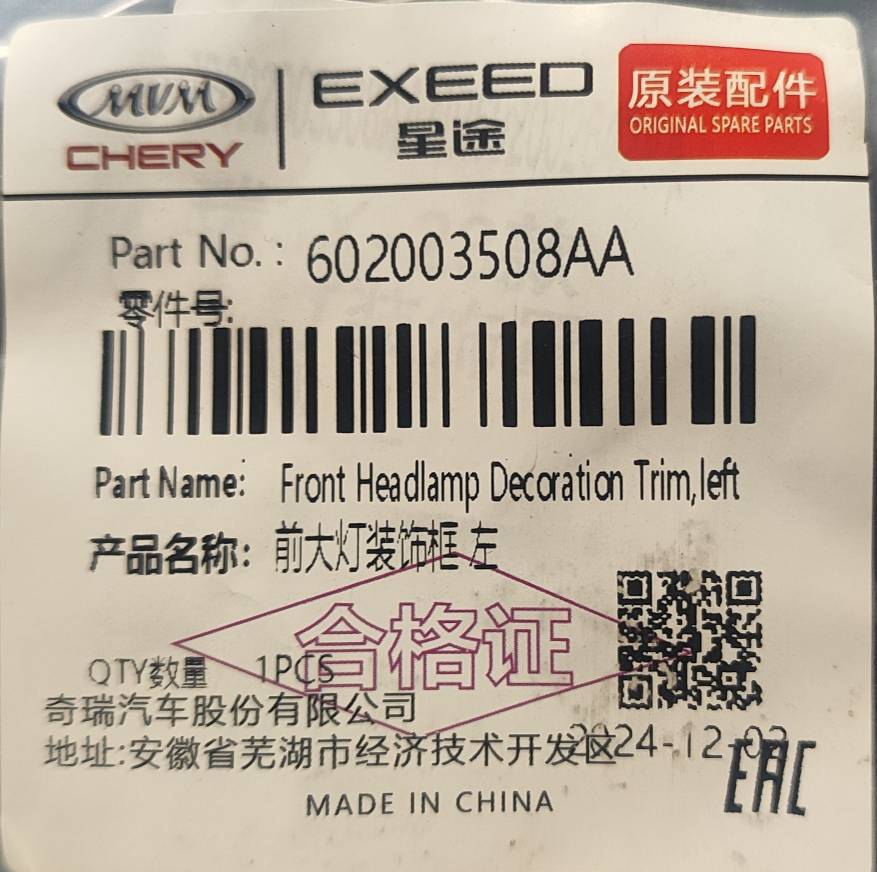 MVM
CHERY
EXEED
星途
原装配件
ORIGINAL SPARE PARTS
Part No.: 602003508AA
零件号:
Part Name: Front Headlamp Decoration Trim,left
产品名称: 前大灯装饰框 左
合格证
QTY数量 1PCS
奇瑞汽车股份有限公司
地址:安徽省芜湖市经济技术开发区
2024-12-02
EAC
MADE IN CHINA